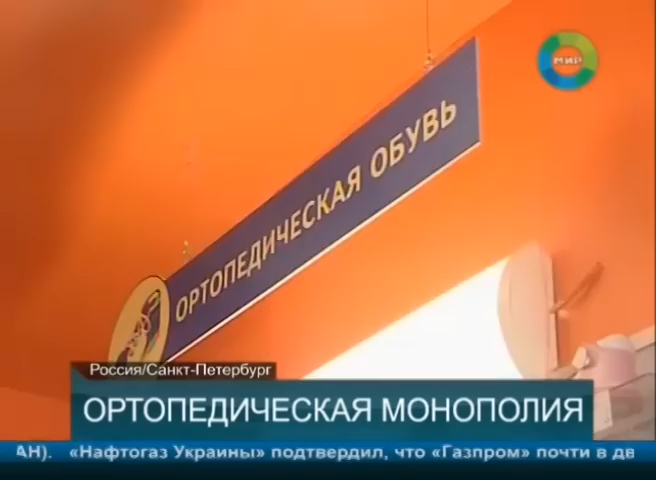 МИР
ОРТОПЕДИЧЕСКАЯ ОБУВЬ
Россия/Санкт-Петербург
ОРТОПЕДИЧЕСКАЯ МОНОПОЛИЯ
АН). «Нафтогаз Украины» подтвердил, что «Газпром» почти в дв